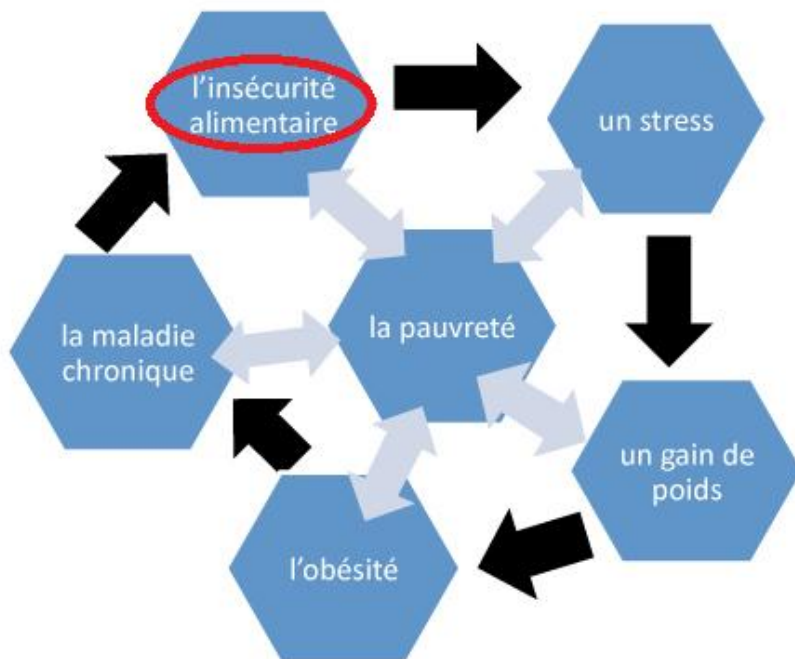 l'insécurité
alimentaire
un stress
la pauvreté
la maladie
chronique
un gain de
poids
l'obésité